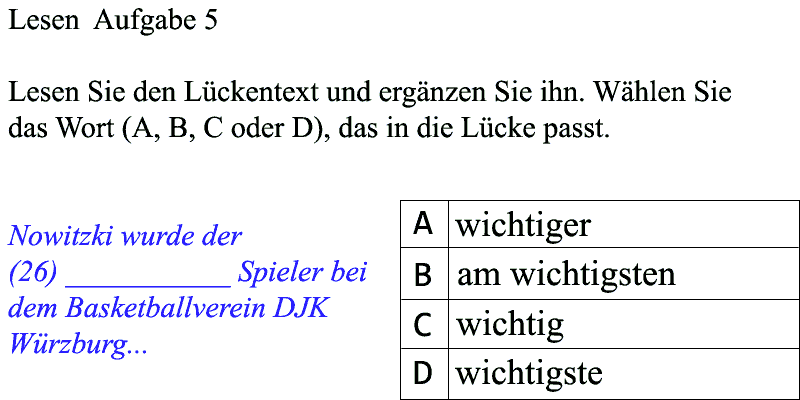 Lesen  Aufgabe 5
Lesen Sie den Lückentext und ergänzen Sie ihn. Wählen Sie
das Wort (A, B, C oder D), das in die Lücke passt.
Nowitzki wurde der
(26) ___________ Spieler bei
dem Basketballverein DJK
Würzburg...
A wichtiger
B am wichtigsten
C wichtig
D wichtigste